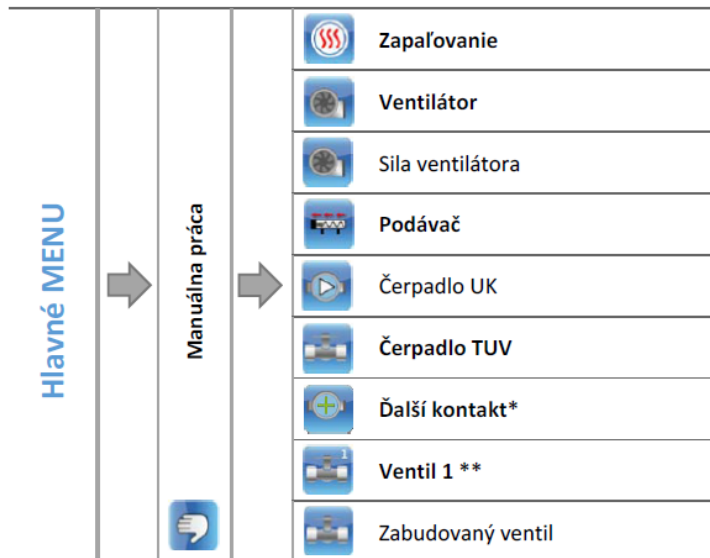 Hlavné MENU
Manuálna práca
Zapaľovanie
Ventilátor
Sila ventilátora
Podávač
Čerpadlo UK
Čerpadlo TUV
Ďalší kontakt*
1
Ventil 1 **
Zabudovaný ventil